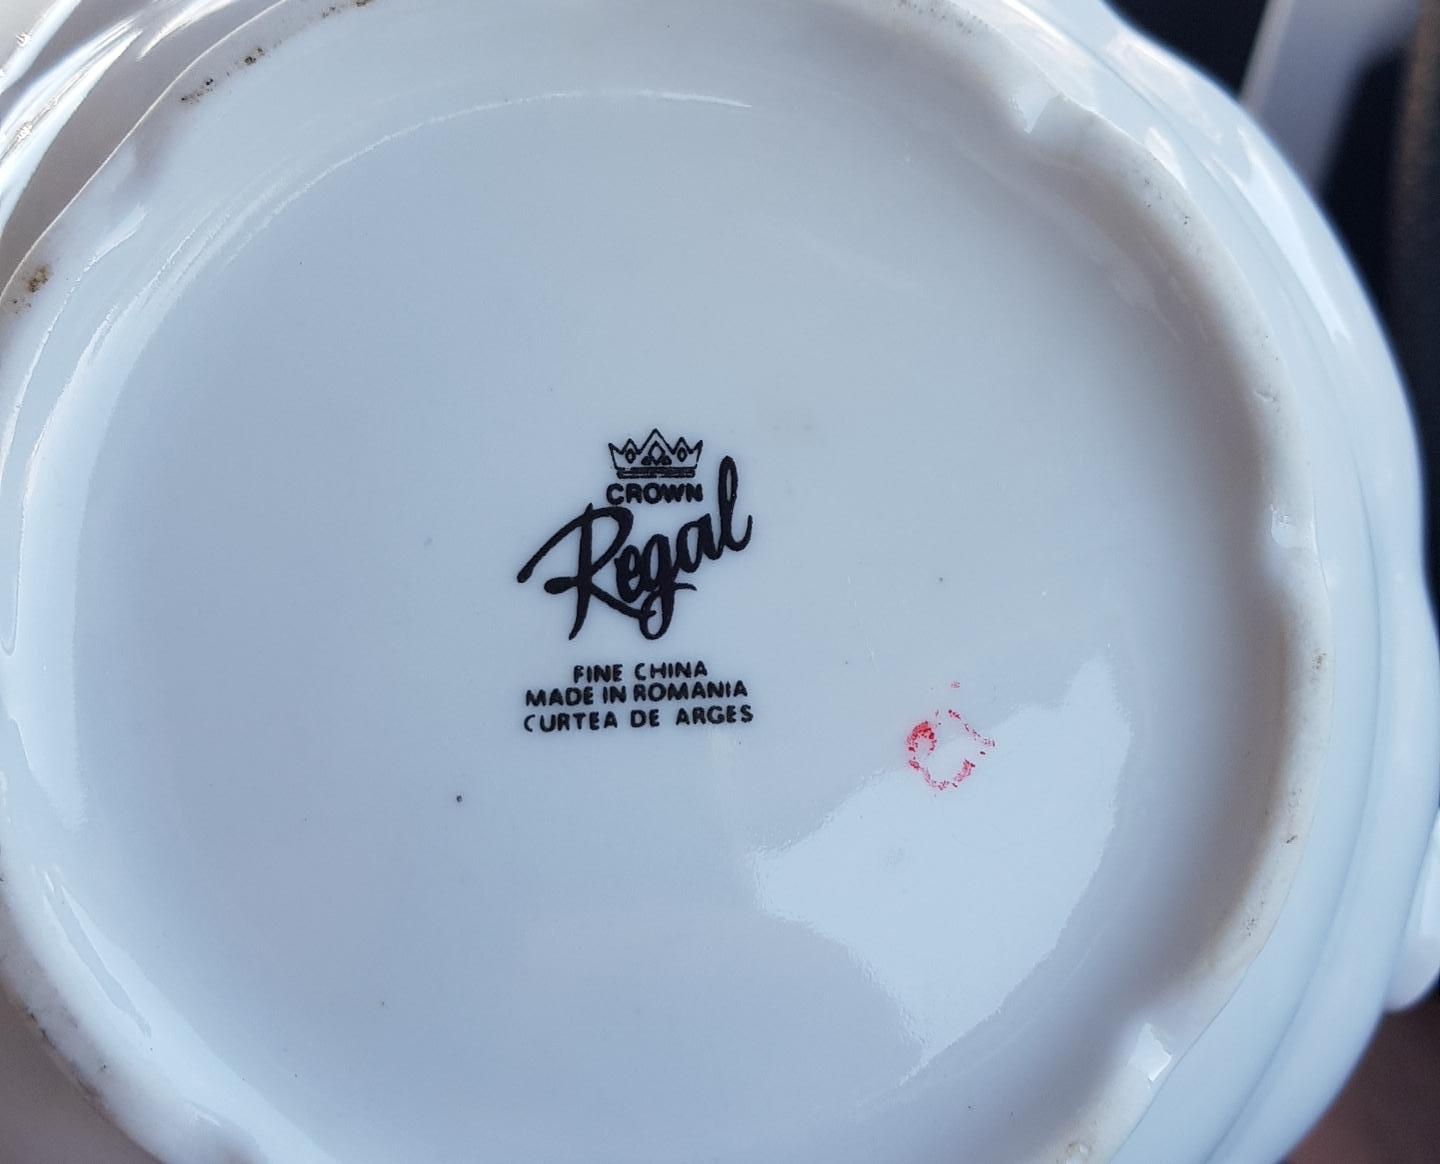 CROWN
Regal
FINE CHINA
MADE IN ROMANIA
CURTEA DE ARGES